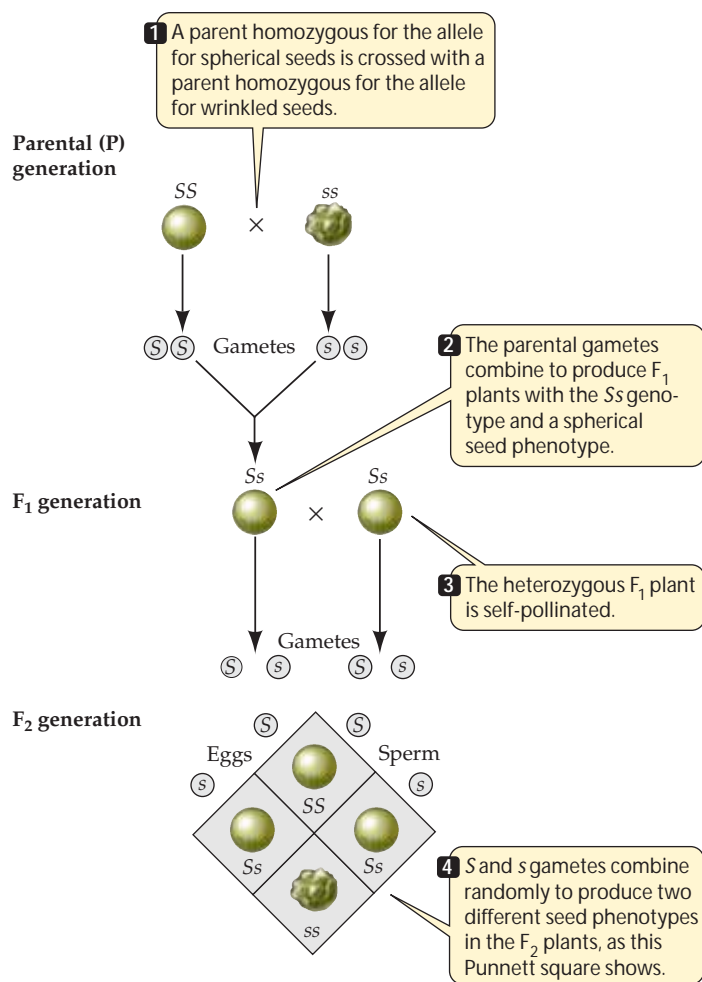 1 A parent homozygous for the allele
for spherical seeds is crossed with a
parent homozygous for the allele
for wrinkled seeds.
Parental (P)
generation
SS ss
×
S S Gametes s s
2 The parental gametes
combine to produce F₁
plants with the Ss geno-
type and a spherical
seed phenotype.
Ss Ss
F₁ generation
×
3 The heterozygous F₁ plant
is self-pollinated.
Gametes
S s S s
F₂ generation
S S
Eggs Sperm
s s
SS
Ss Ss
ss
4 S and s gametes combine
randomly to produce two
different seed phenotypes
in the F₂ plants, as this
Punnett square shows.